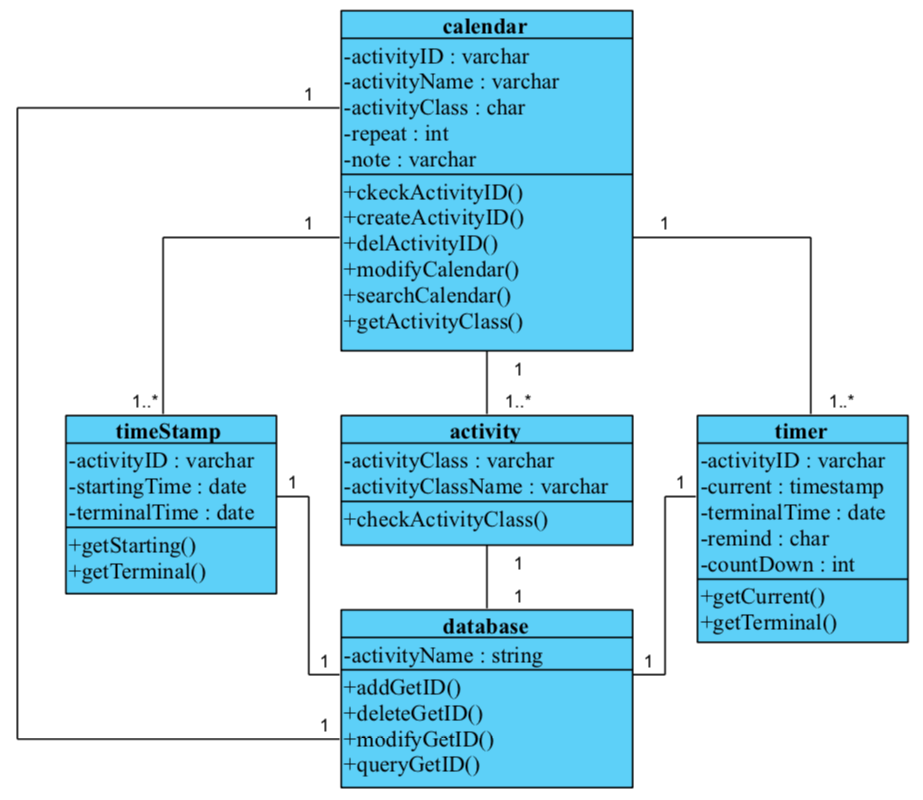 calendar
-activityID : varchar
-activityName : varchar
-activityClass : char
-repeat : int
-note : varchar
+ckeckActivityID()
+createActivityID()
+delActivityID()
+modifyCalendar()
+searchCalendar()
+getActivityClass()
1
1
1
1
1..*
1..*
1..*
timeStamp
-activityID : varchar
-startingTime : date
-terminalTime : date
+getStarting()
+getTerminal()
activity
-activityClass : varchar
-activityClassName : varchar
+checkActivityClass()
timer
-activityID : varchar
-current : timestamp
-terminalTime : date
-remind : char
-countDown : int
+getCurrent()
+getTerminal()
1
1
1
1
1
1
1
database
-activityName : string
+addGetID()
+deleteGetID()
+modifyGetID()
+queryGetID()